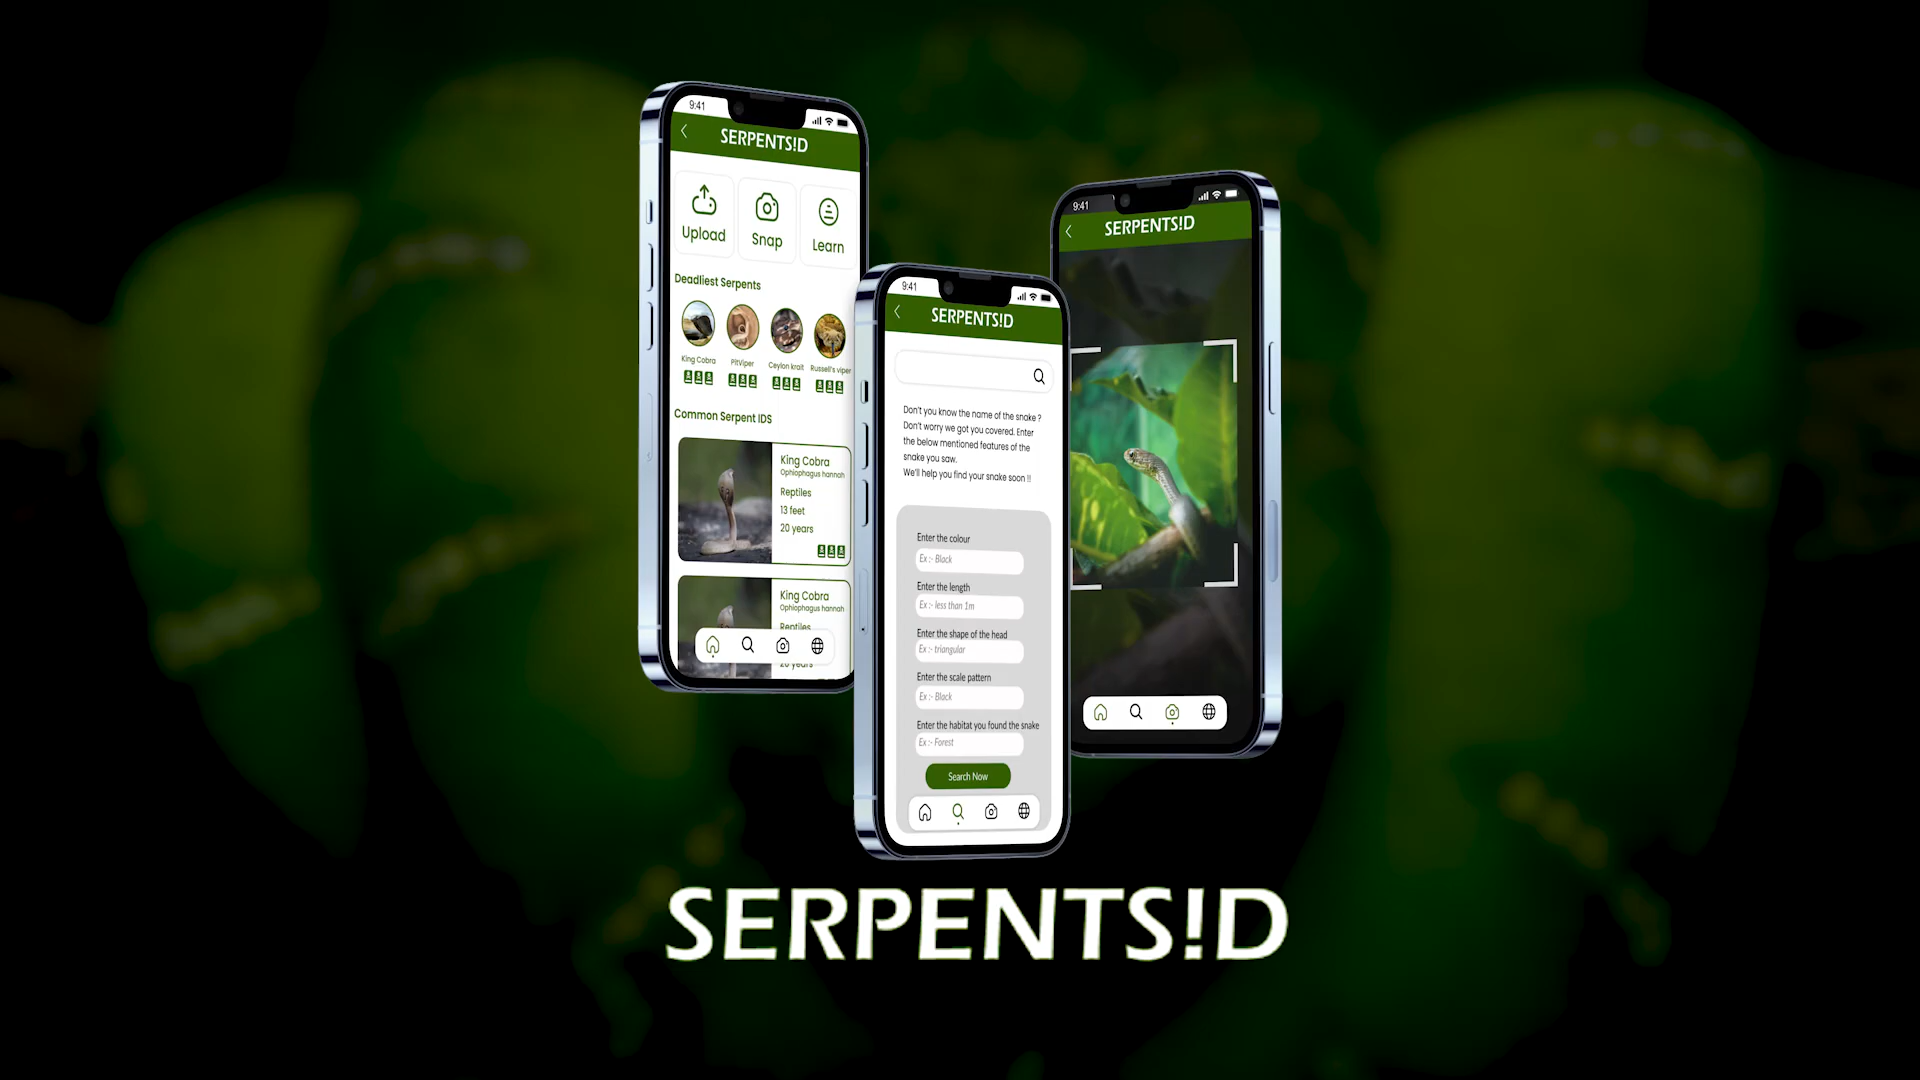 9:41
SERPENTS!D
Upload
Snap
Learn
Deadliest Serpents
King Cobra
PitViper
Ceylon krait
Russell's viper
Common Serpent IDS
King Cobra
Ophiophagus hannah
Reptiles
13 feet
20 years
King Cobra
Ophiophagus hannah
Reptiles
20 years
9:41
SERPENTS!D
Don't you know the name of the snake ?
Don't worry we got you covered. Enter
the below mentioned features of the
snake you saw.
We'll help you find your snake soon !!
Enter the colour
Ex :- Black
Enter the length
Ex :- less than 1m
Enter the shape of the head
Ex :- triangular
Enter the scale pattern
Ex :- Black
Enter the habitat you found the snake
Ex :- Forest
Search Now
9:41
SERPENTS!D
SERPENTS!D